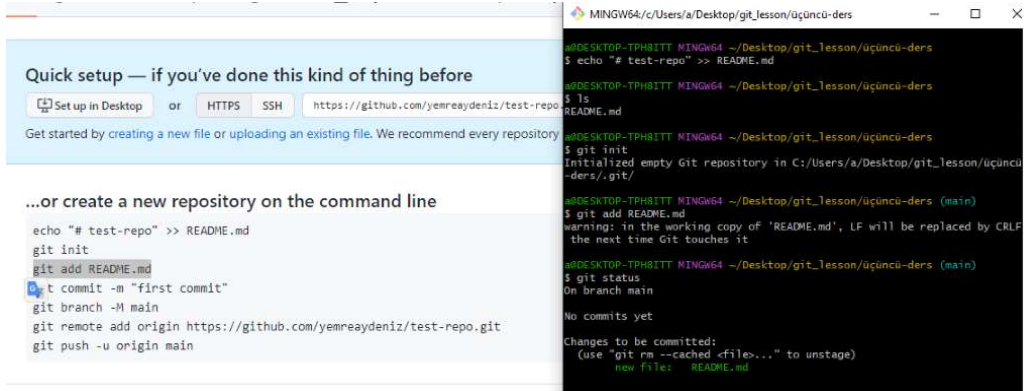 Quick setup — if you've done this kind of thing before
Set up in Desktop or HTTPS SSH https://github.com/yemreaydeniz/test-repo.
Get started by creating a new file or uploading an existing file. We recommend every repository
...or create a new repository on the command line
echo "# test-repo" >> README.md
git init
git add README.md
t commit -m "first commit"
git branch -M main
git remote add origin https://github.com/yemreaydeniz/test-repo.git
git push -u origin main
MINGW64:/c/Users/a/Desktop/git_lesson/üçüncü-ders
a@DESKTOP-TPH8ITT MINGW64 ~/Desktop/git_lesson/üçüncü-ders
$ echo "# test-repo" >> README.md
a@DESKTOP-TPH8ITT MINGW64 ~/Desktop/git_lesson/üçüncü-ders
$ ls
README.md
a@DESKTOP-TPH8ITT MINGW64 ~/Desktop/git_lesson/üçüncü-ders
$ git init
Initialized empty Git repository in C:/Users/a/Desktop/git_lesson/üçüncü
-ders/.git/
a@DESKTOP-TPH8ITT MINGW64 ~/Desktop/git_lesson/üçüncü-ders (main)
$ git add README.md
warning: in the working copy of 'README.md', LF will be replaced by CRLF
the next time Git touches it
a@DESKTOP-TPH8ITT MINGW64 ~/Desktop/git_lesson/üçüncü-ders (main)
$ git status
On branch main
No commits yet
Changes to be committed:
(use "git rm --cached <file>..." to unstage)
new file: README.md